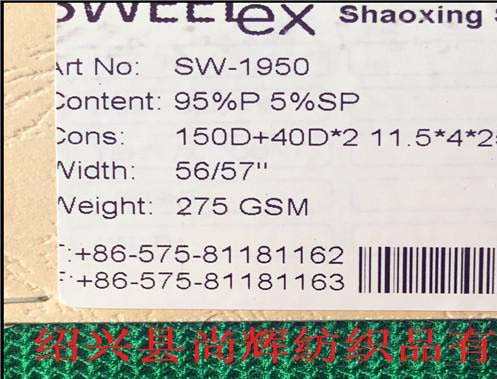 SWEETex Shaoxing
Art No: SW-1950
Content: 95%P 5%SP
Cons: 150D+40D*2 11.5*4*2
Width: 56/57"
Weight: 275 GSM
T:+86-575-81181162
F:+86-575-81181163
绍兴县尚辉纺织品有